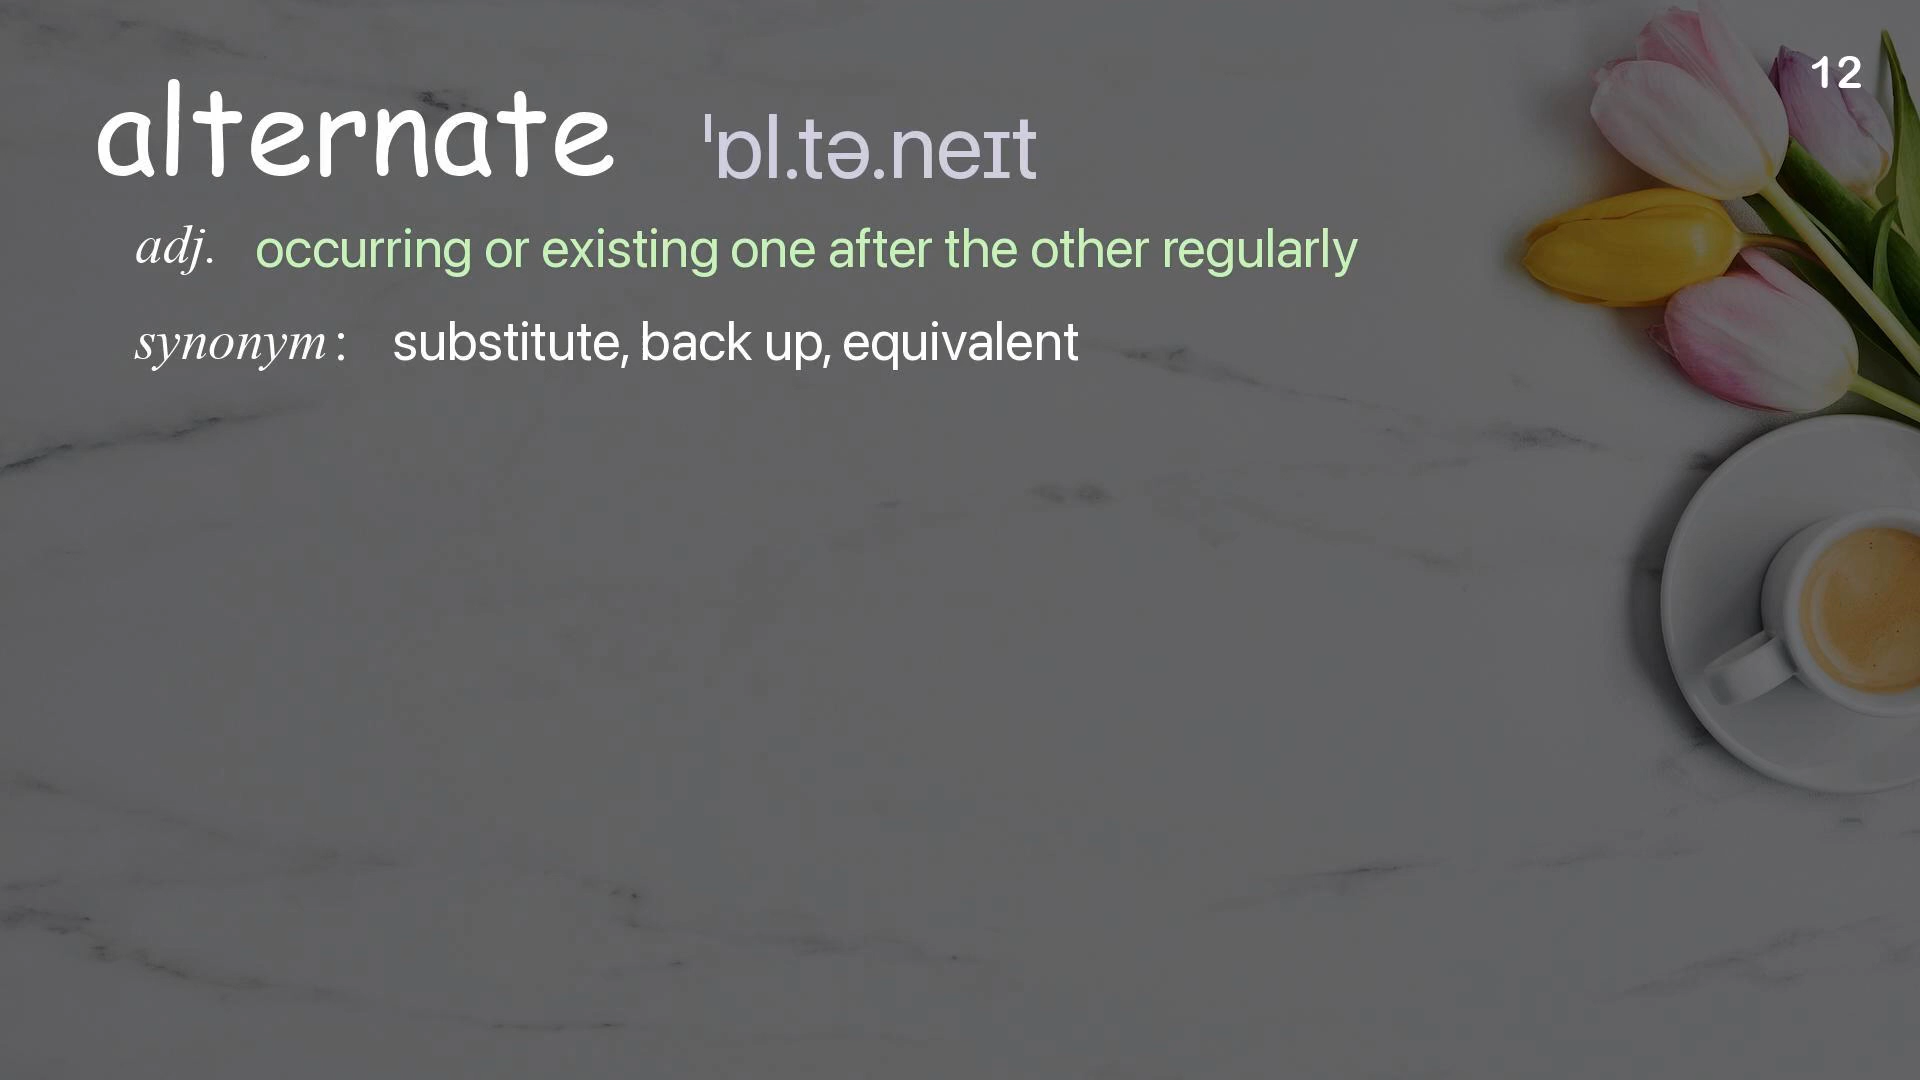 12
alternate ˈɒl.tə.neɪt
adj. occurring or existing one after the other regularly
synonym : substitute, back up, equivalent